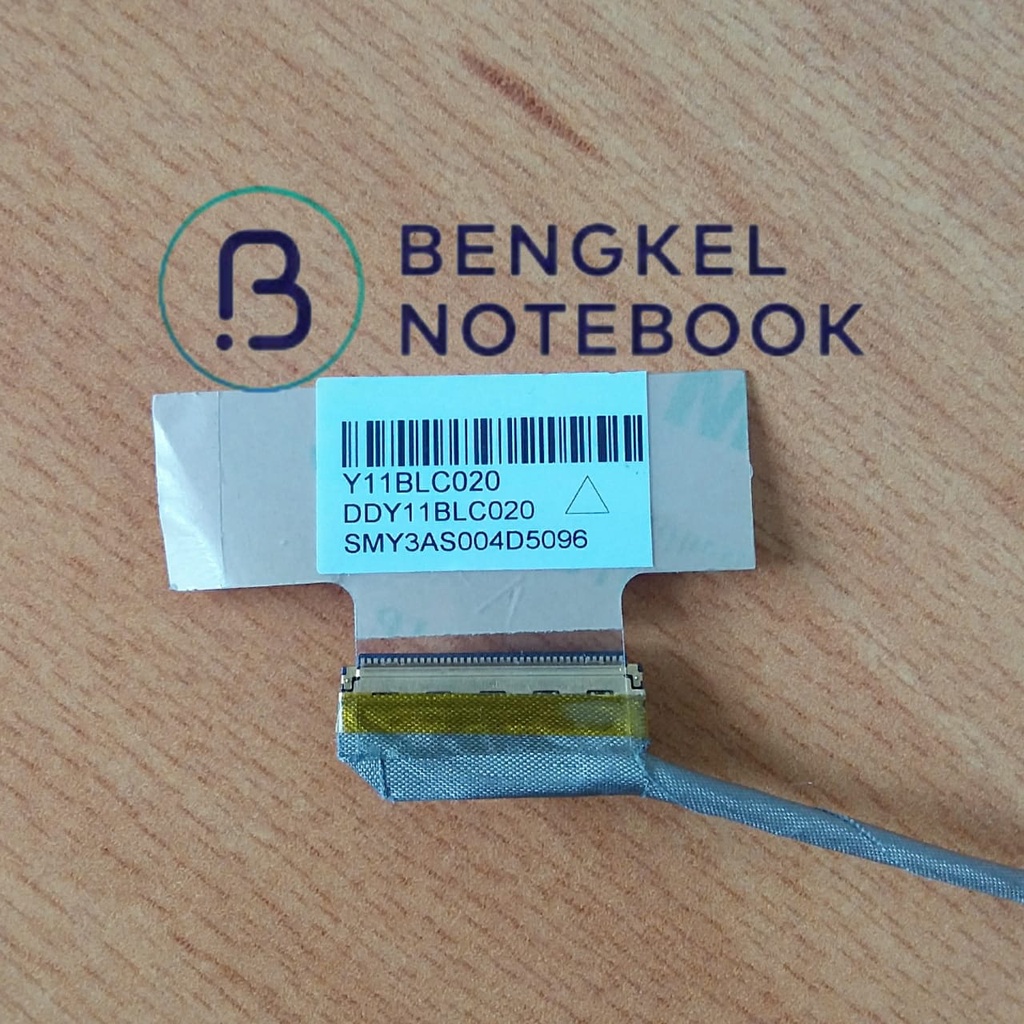 BENGKEL
NOTEBOOK
Y11BLC020
DDY11BLC020
SMY3AS004D5096